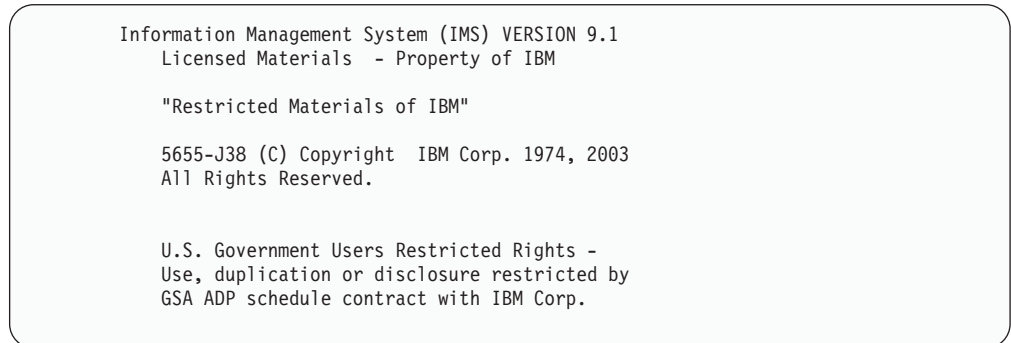 Information Management System (IMS) VERSION 9.1
Licensed Materials - Property of IBM
"Restricted Materials of IBM"
5655-J38 (C) Copyright IBM Corp. 1974, 2003
All Rights Reserved.
U.S. Government Users Restricted Rights -
Use, duplication or disclosure restricted by
GSA ADP schedule contract with IBM Corp.